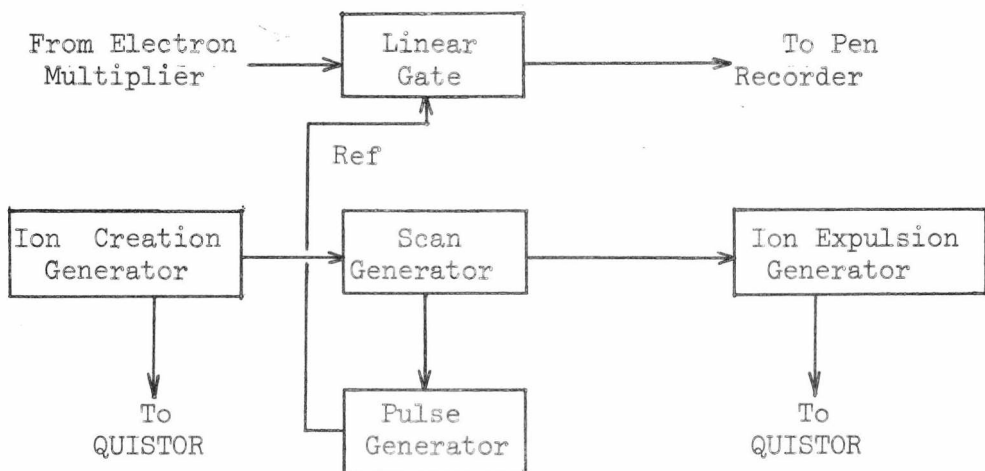 From Electron
Multiplier
Linear
Gate
To Pen
Recorder
Ref
Ion Creation
Generator
Scan
Generator
Ion Expulsion
Generator
To
QUISTOR
Pulse
Generator
To
QUISTOR